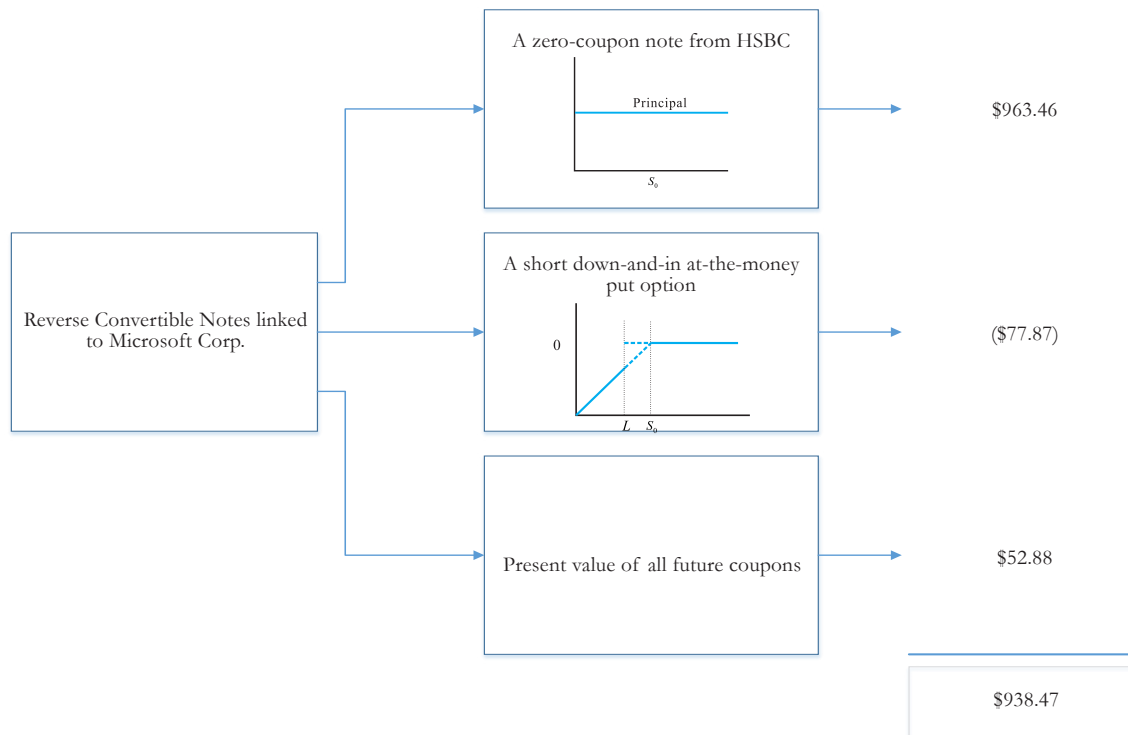 A zero-coupon note from HSBC
Principal
S₀
$963.46
Reverse Convertible Notes linked
to Microsoft Corp.
A short down-and-in at-the-money
put option
0
L S₀
($77.87)
Present value of all future coupons
$52.88
$938.47